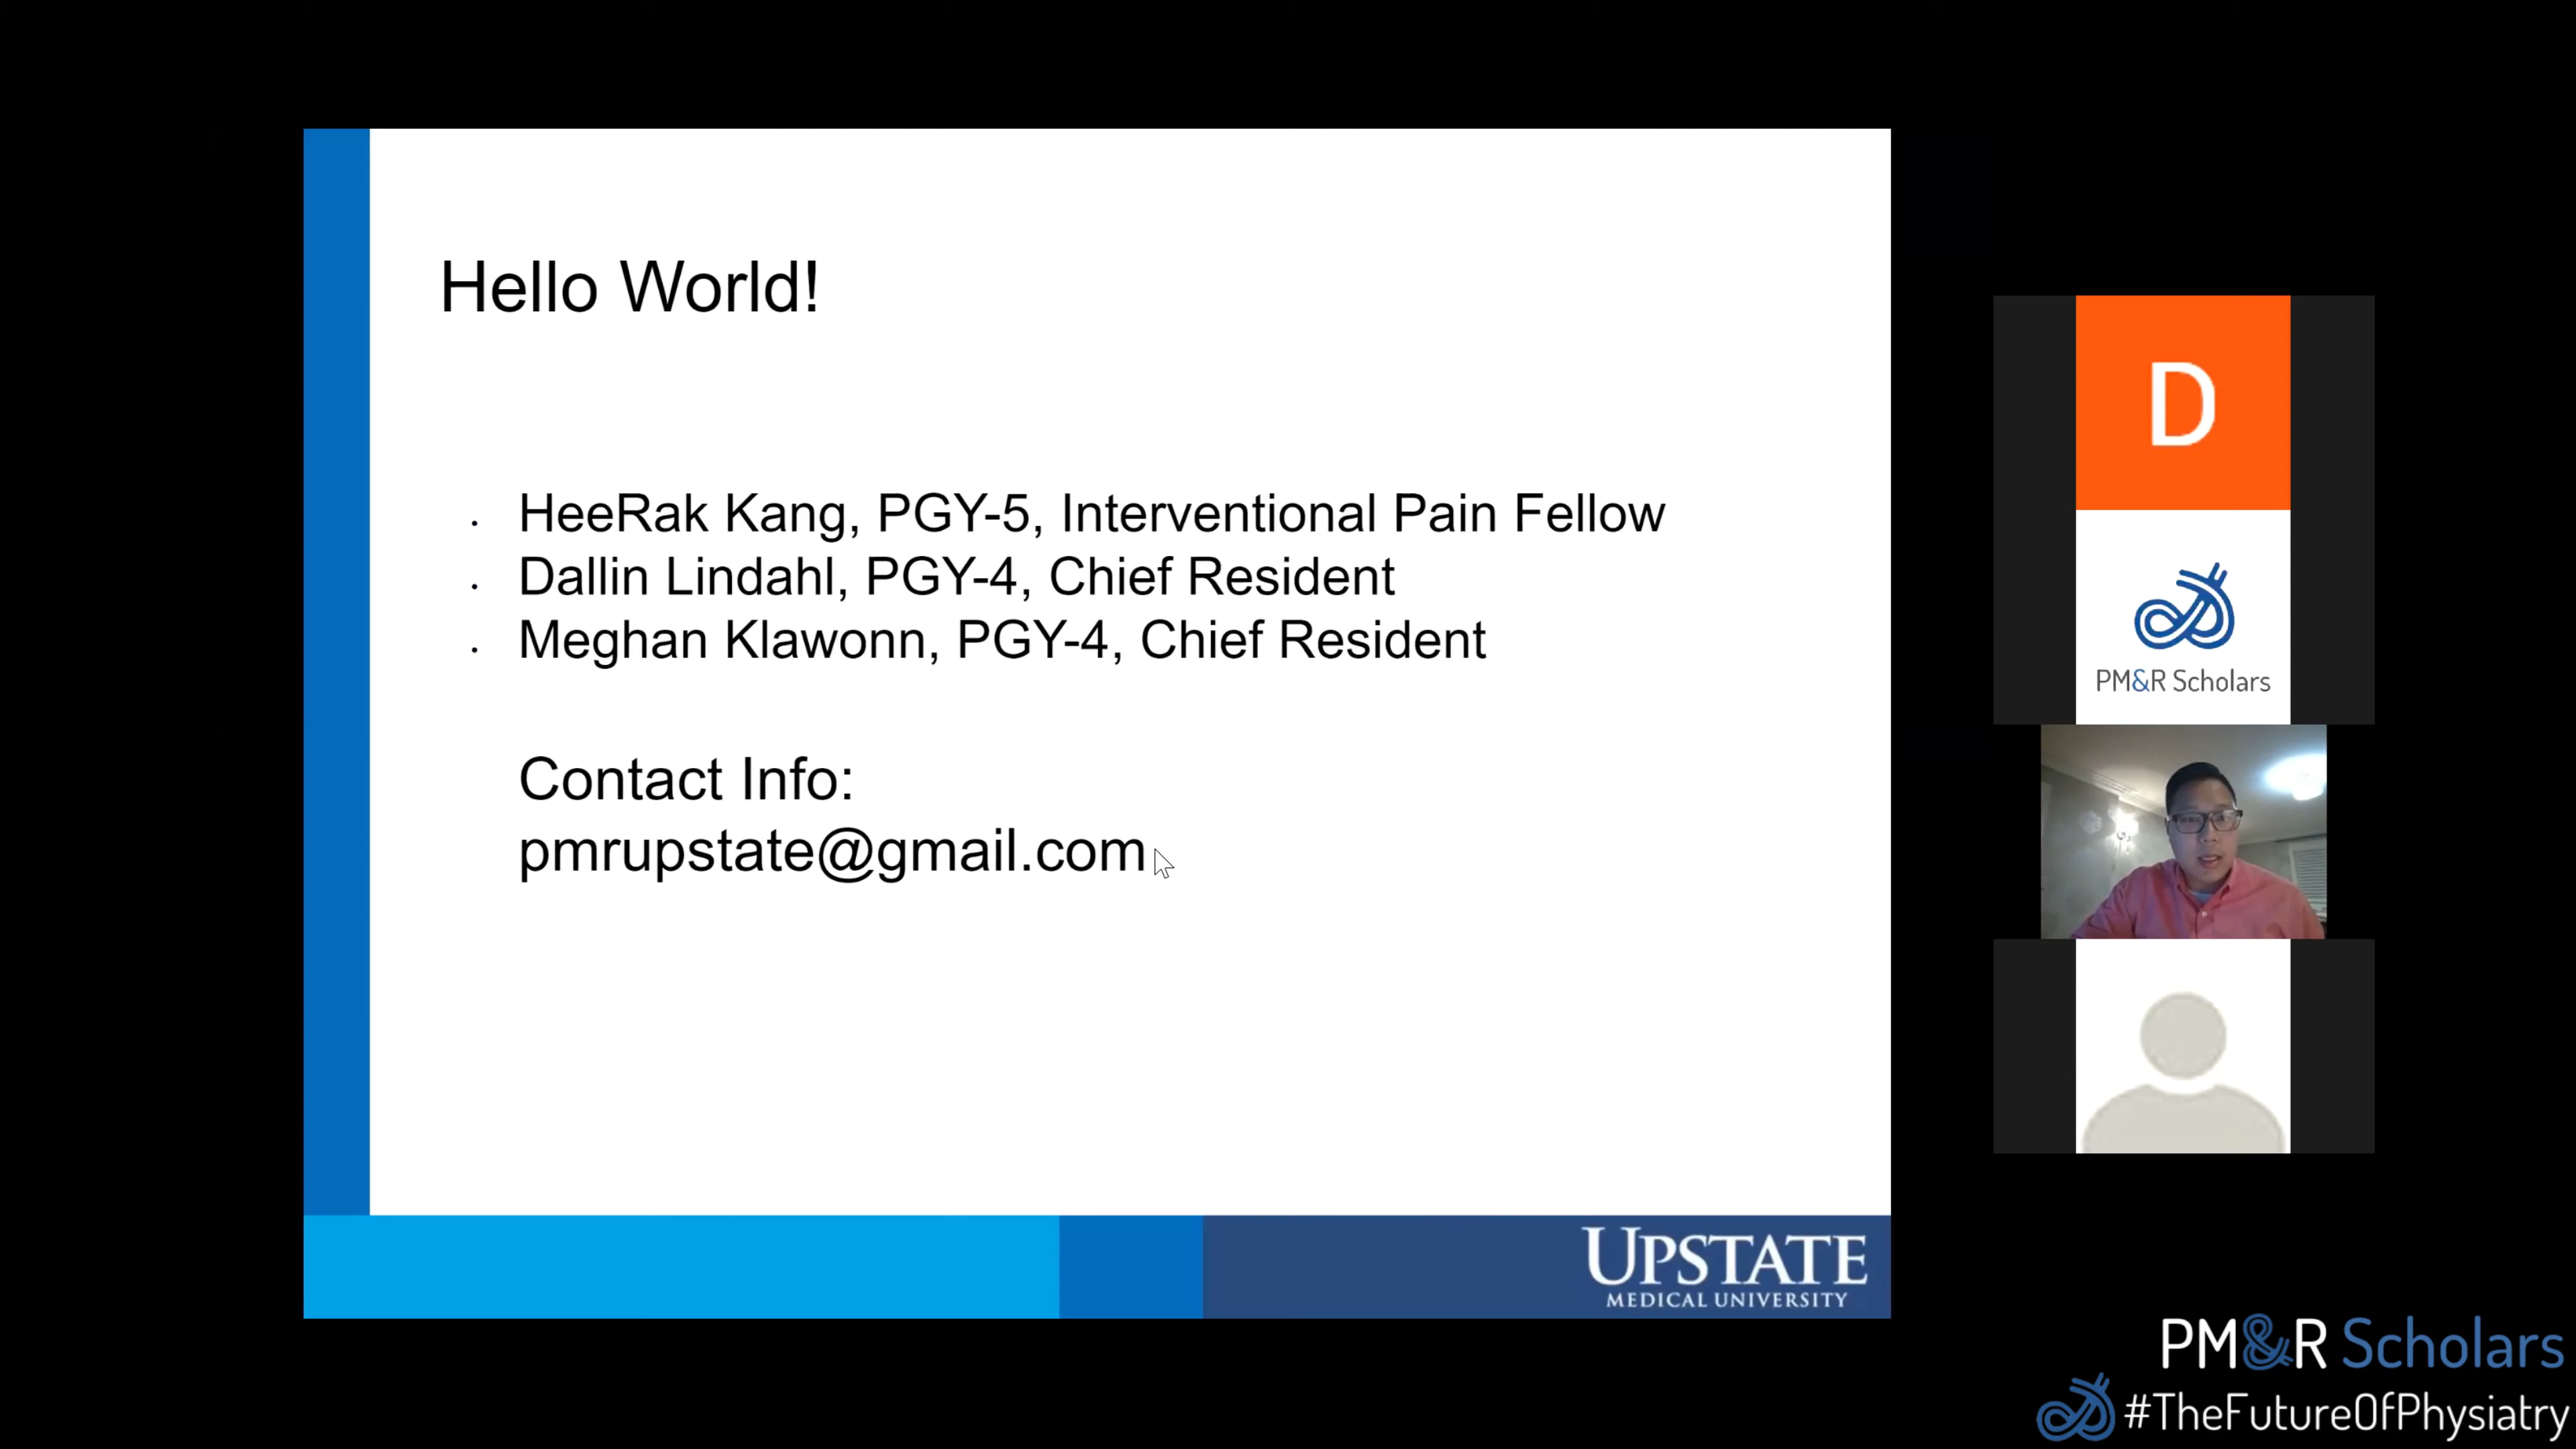 Hello World!
• HeeRak Kang, PGY-5, Interventional Pain Fellow
• Dallin Lindahl, PGY-4, Chief Resident
• Meghan Klawonn, PGY-4, Chief Resident
Contact Info:
pmrupstate@gmail.com
UPSTATE
MEDICAL UNIVERSITY
D
PM&R Scholars
PM&R Scholars
#TheFutureOfPhysiatry